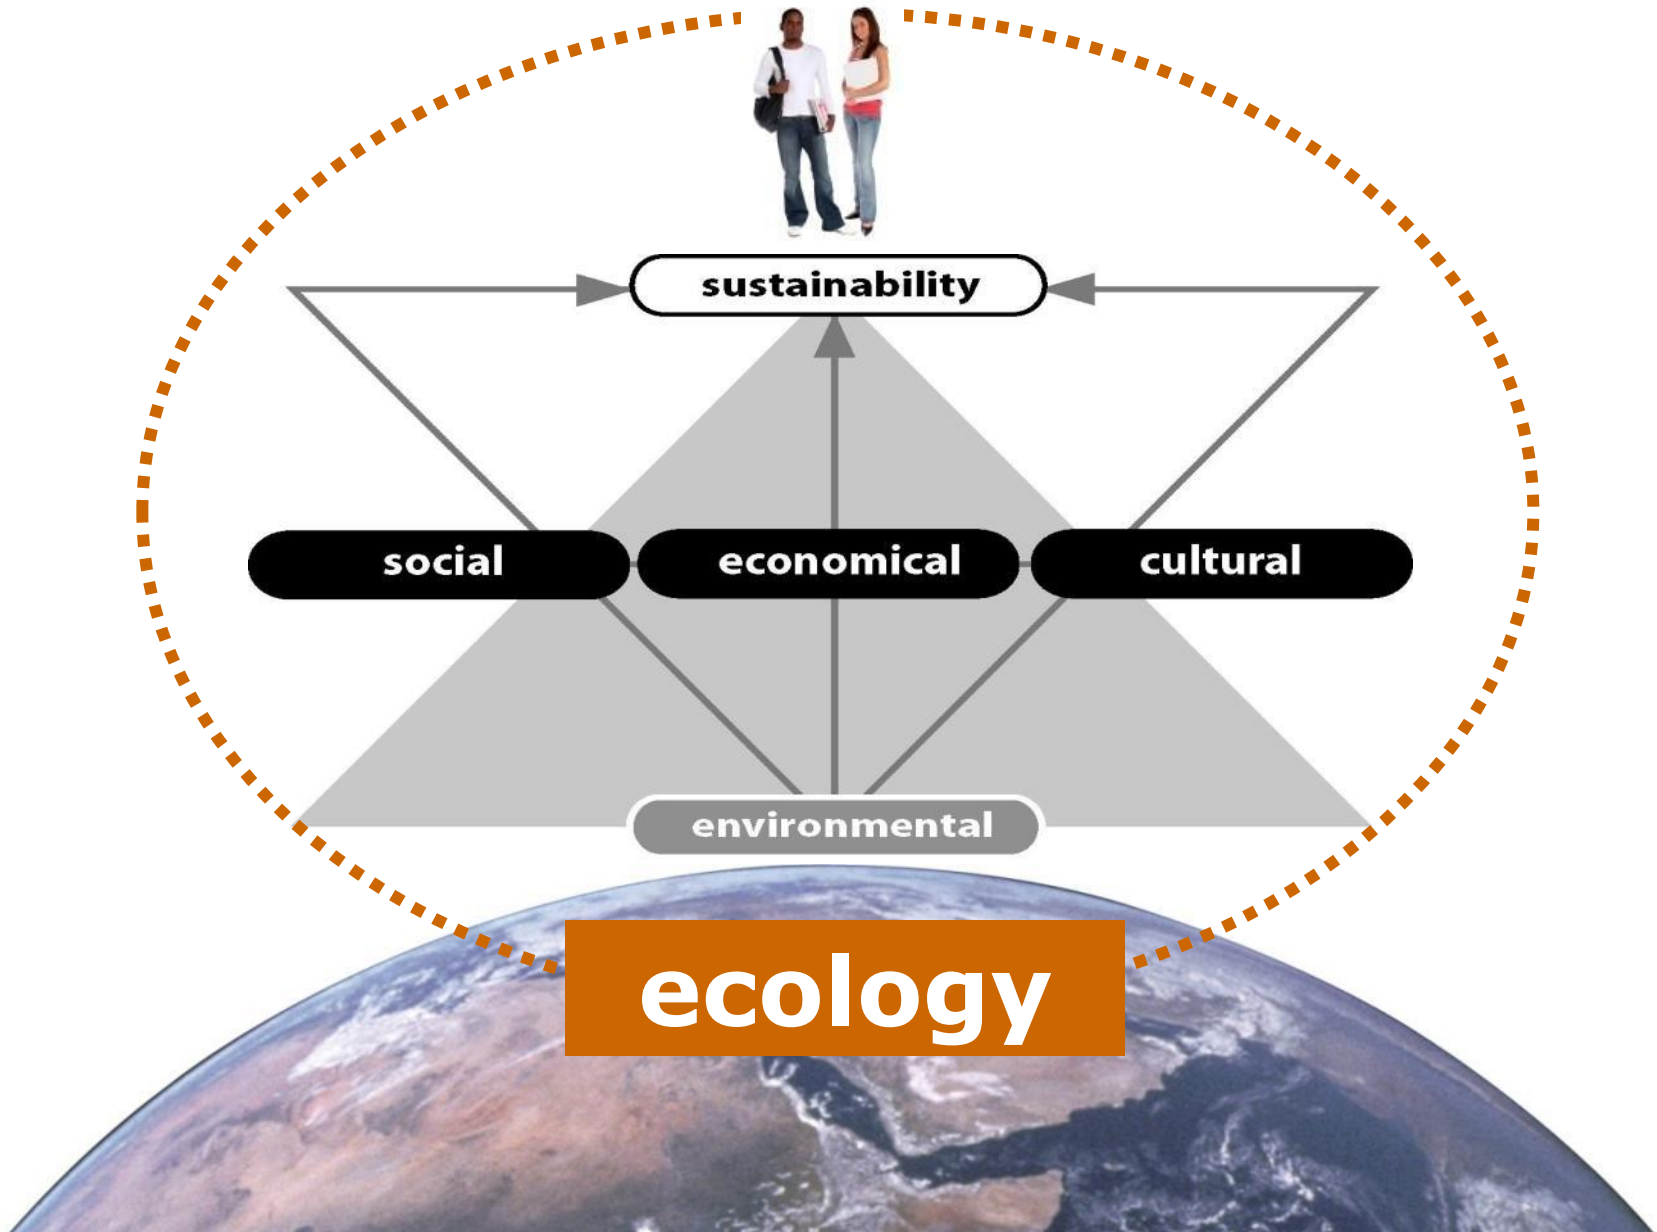 sustainability
social economical cultural
environmental
ecology